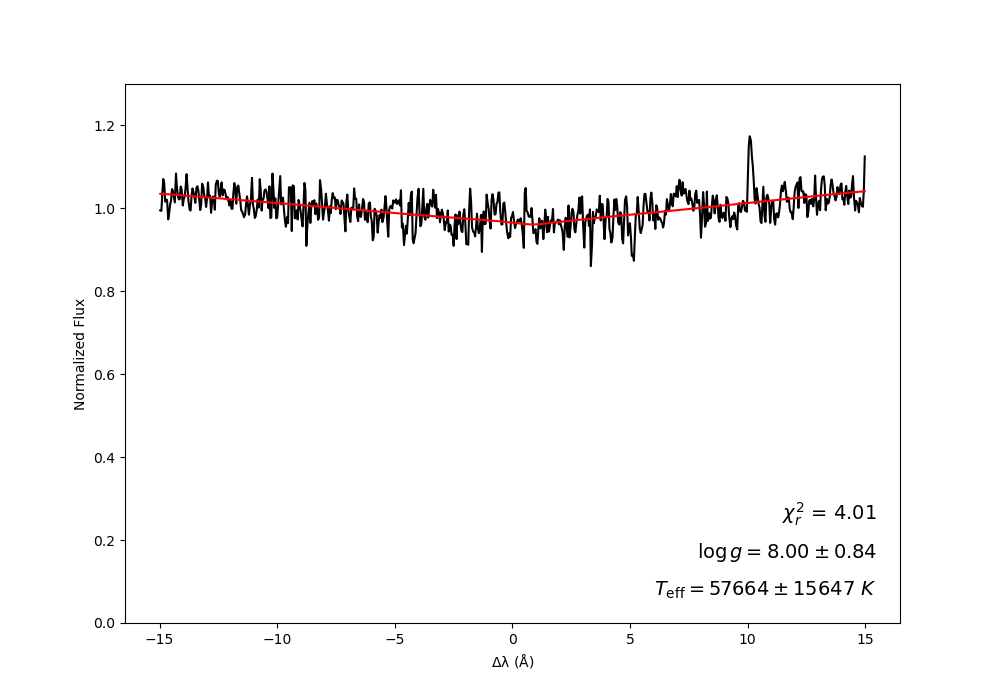 1.2
1.0
0.8
0.6
0.4
0.2
0.0
Normalized Flux
χ²ᵣ = 4.01
log g = 8.00 ± 0.84
T_eff = 57664 ± 15647 K
−15 −10 −5 0 5 10 15
Δλ (Å)